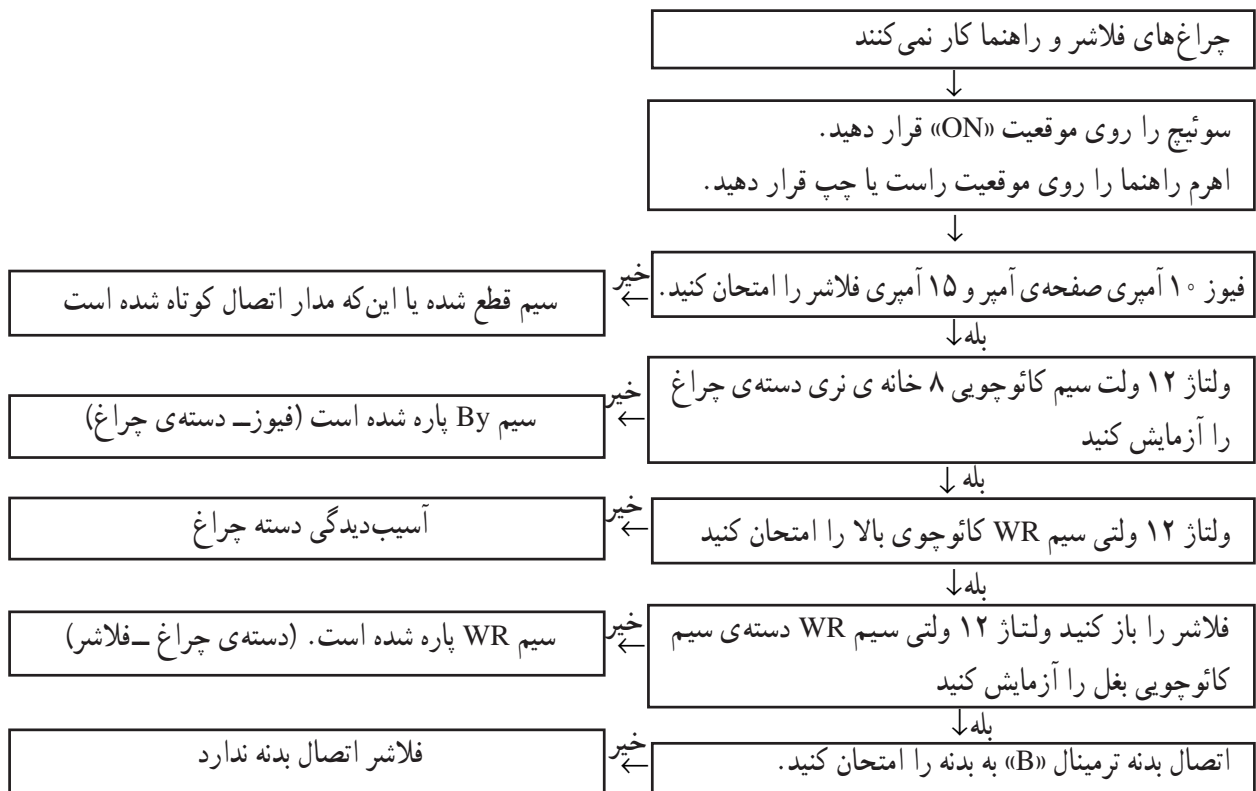 چراغ‌های فلاشر و راهنما کار نمی‌کنند
↓
سوئیچ را روی موقعیت «ON» قرار دهید.
اهرم راهنما را روی موقعیت راست یا چپ قرار دهید.
↓
فیوز ۱۰ آمپری صفحه‌ی آمپر و ۱۵ آمپری فلاشر را امتحان کنید.
خیر ←
سیم قطع شده یا این‌که مدار اتصال کوتاه شده است
بله ↓
ولتاژ ۱۲ ولت سیم کائوچویی ۸ خانه ی نری دسته‌ی چراغ
را آزمایش کنید
خیر ←
سیم By پاره شده است (فیوز ــ دسته‌ی چراغ)
بله ↓
ولتاژ ۱۲ ولتی سیم WR کائوچوی بالا را امتحان کنید
خیر ←
آسیب‌دیدگی دسته چراغ
بله ↓
فلاشر را باز کنید ولتاژ ۱۲ ولتی سیم WR دسته‌ی سیم
کائوچویی بغل را آزمایش کنید
خیر ←
سیم WR پاره شده است. (دسته‌ی چراغ ــ فلاشر)
بله ↓
اتصال بدنه ترمینال «B» به بدنه را امتحان کنید.
خیر ←
فلاشر اتصال بدنه ندارد